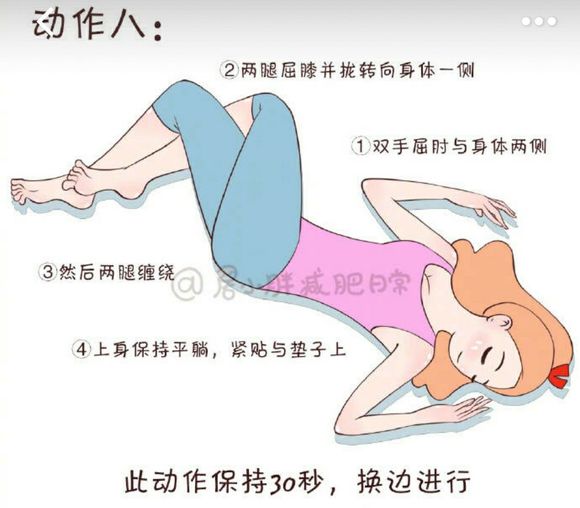 动作八：
②两腿屈膝并拢转向身体一侧
①双手屈肘与身体两侧
③然后两腿缠绕
@君小胖减肥日常
④上身保持平躺，紧贴与垫子上
此动作保持30秒，换边进行